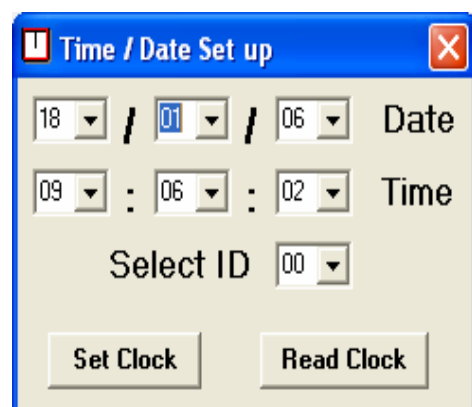 Time / Date Set up
18 / 01 / 06 Date
09 : 06 : 02 Time
Select ID 00
Set Clock Read Clock